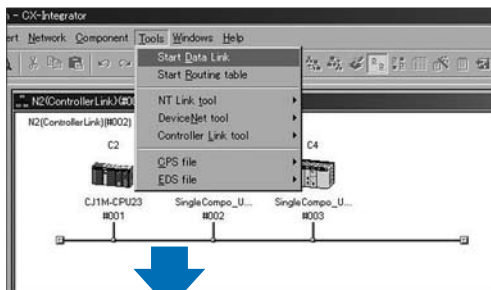 - CX-Integrator
ert Network Component Tools Windows Help
Start Data Link
Start Routing table
NT Link tool
DeviceNet tool
Controller Link tool
CPS file
EDS file
N2(ControllerLink)(#00
N2(ControllerLink)(#002)
C2
C4
CJ1M-CPU23
SingleCompo_U...
SingleCompo_U...
#001
#002
#003